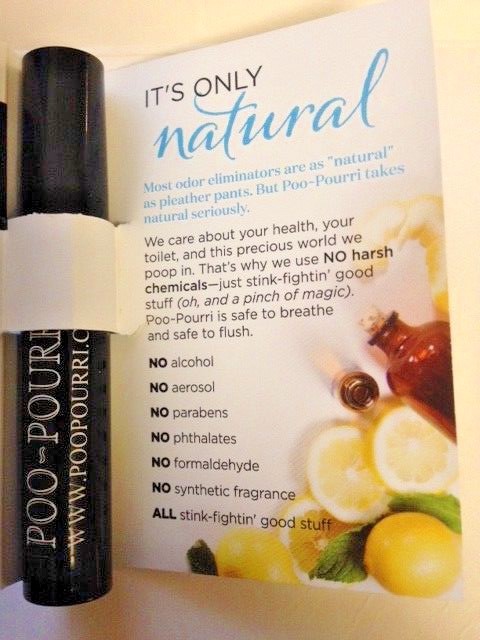 IT'S ONLY
natural
Most odor eliminators are as "natural"
as pleather pants. But Poo-Pourri takes
natural seriously.
We care about your health, your
toilet, and this precious world we
poop in. That's why we use NO harsh
chemicals—just stink-fightin' good
stuff (oh, and a pinch of magic).
Poo-Pourri is safe to breathe
and safe to flush.
NO alcohol
NO aerosol
NO parabens
NO phthalates
NO formaldehyde
NO synthetic fragrance
ALL stink-fightin' good stuff
POO~POURR
WWW.POOPOURRI.C